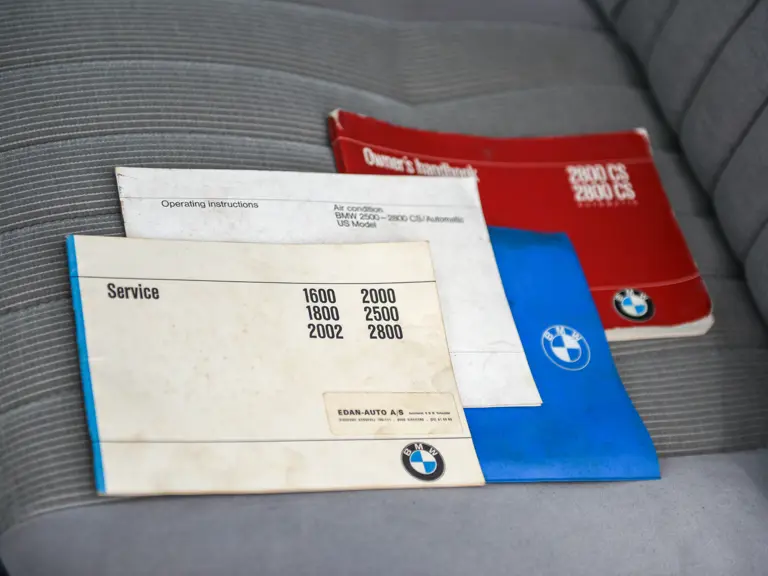 Owner's handbook
2800 CS
2800 CS
automatic
Operating instructions
Air condition
BMW 2500-2800 CS/Automatic
US Model
Service
1600 2000
1800 2500
2002 2800
EDAN-AUTO A/S
BMW
BMW
BMW